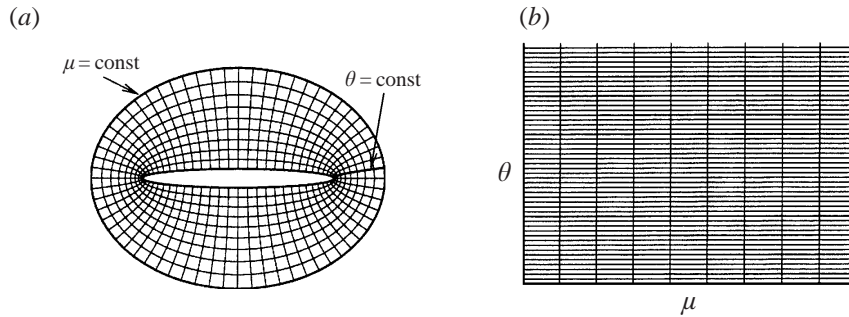 (a)
μ = const
θ = const
(b)
θ
μ